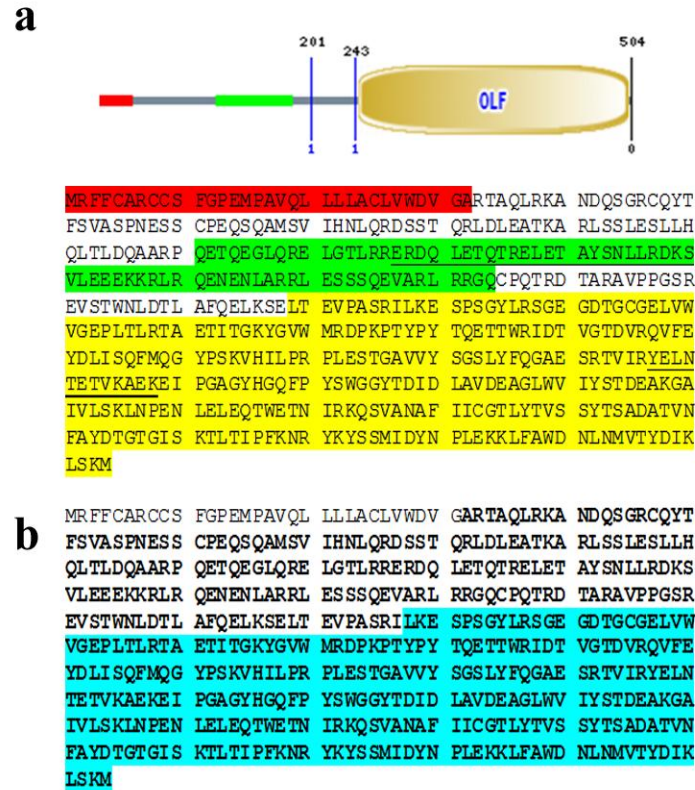 a
201
243
504
OLF
1
1
0
MRFFCARCCS FGPEMPAVQL LLLACLVWDV GARTAQLRKA NDQSGRCQYT
FSVASPNESS CPEQSQAMSV IHNLQRDSST QRLDLEATKA RLSSLESLLH
QLTLDQAARP QETQEGLQRE LGTLRRERDQ LETQTRELET AYSNLLRDKS
VLEEEKKRLR QENENLARRL ESSSQEVARL RRGQCPQTRD TARAVPPGSR
EVSTWNLDTL AFQELKSELT EVPASRILKE SPSGYLRSGE GDTGCGELVW
VGEPLTLRTA ETITGKYGVW MRDPKPTYPY TQETTWRIDT VGTDVRQVFE
YDLISQFMQG YPSKVHILPR PLESTGAVVY SGSLYFQGAE SRTVIRYELN
TETVKAEKEI PGAGYHGQFP YSWGGYTDID LAVDEAGLWV IYSTDEAKGA
IVLSKLNPEN LELEQTWETN IRKQSVANAF IICGTLYTVS SYTSADATVN
FAYDTGTGIS KTLTIPFKNR YKYSSMIDYN PLEKKLFAWD NLNMVTYDIK
LSKM
b
MRFFCARCCS FGPEMPAVQL LLLACLVWDV GARTAQLRKA NDQSGRCQYT
FSVASPNESS CPEQSQAMSV IHNLQRDSST QRLDLEATKA RLSSLESLLH
QLTLDQAARP QETQEGLQRE LGTLRRERDQ LETQTRELET AYSNLLRDKS
VLEEEKKRLR QENENLARRL ESSSQEVARL RRGQCPQTRD TARAVPPGSR
EVSTWNLDTL AFQELKSELT EVPASRILKE SPSGYLRSGE GDTGCGELVW
VGEPLTLRTA ETITGKYGVW MRDPKPTYPY TQETTWRIDT VGTDVRQVFE
YDLISQFMQG YPSKVHILPR PLESTGAVVY SGSLYFQGAE SRTVIRYELN
TETVKAEKEI PGAGYHGQFP YSWGGYTDID LAVDEAGLWV IYSTDEAKGA
IVLSKLNPEN LELEQTWETN IRKQSVANAF IICGTLYTVS SYTSADATVN
FAYDTGTGIS KTLTIPFKNR YKYSSMIDYN PLEKKLFAWD NLNMVTYDIK
LSKM